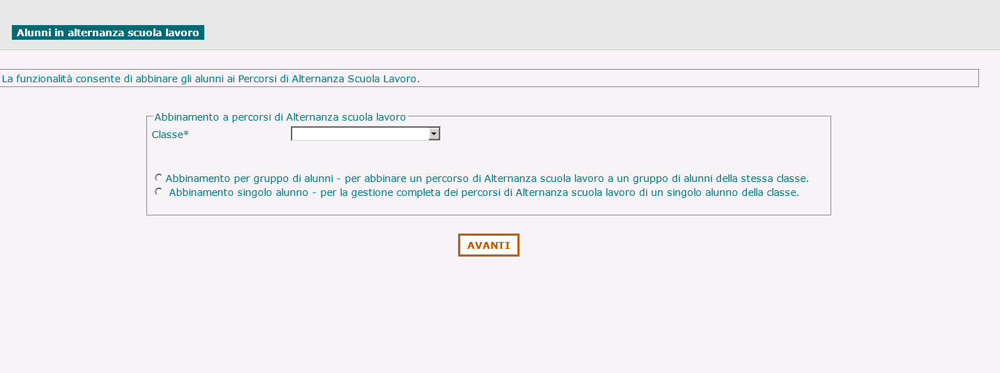 Alunni in alternanza scuola lavoro
La funzionalità consente di abbinare gli alunni ai Percorsi di Alternanza Scuola Lavoro.
Abbinamento a percorsi di Alternanza scuola lavoro
Classe*
Abbinamento per gruppo di alunni - per abbinare un percorso di Alternanza scuola lavoro a un gruppo di alunni della stessa classe.
Abbinamento singolo alunno - per la gestione completa dei percorsi di Alternanza scuola lavoro di un singolo alunno della classe.
AVANTI